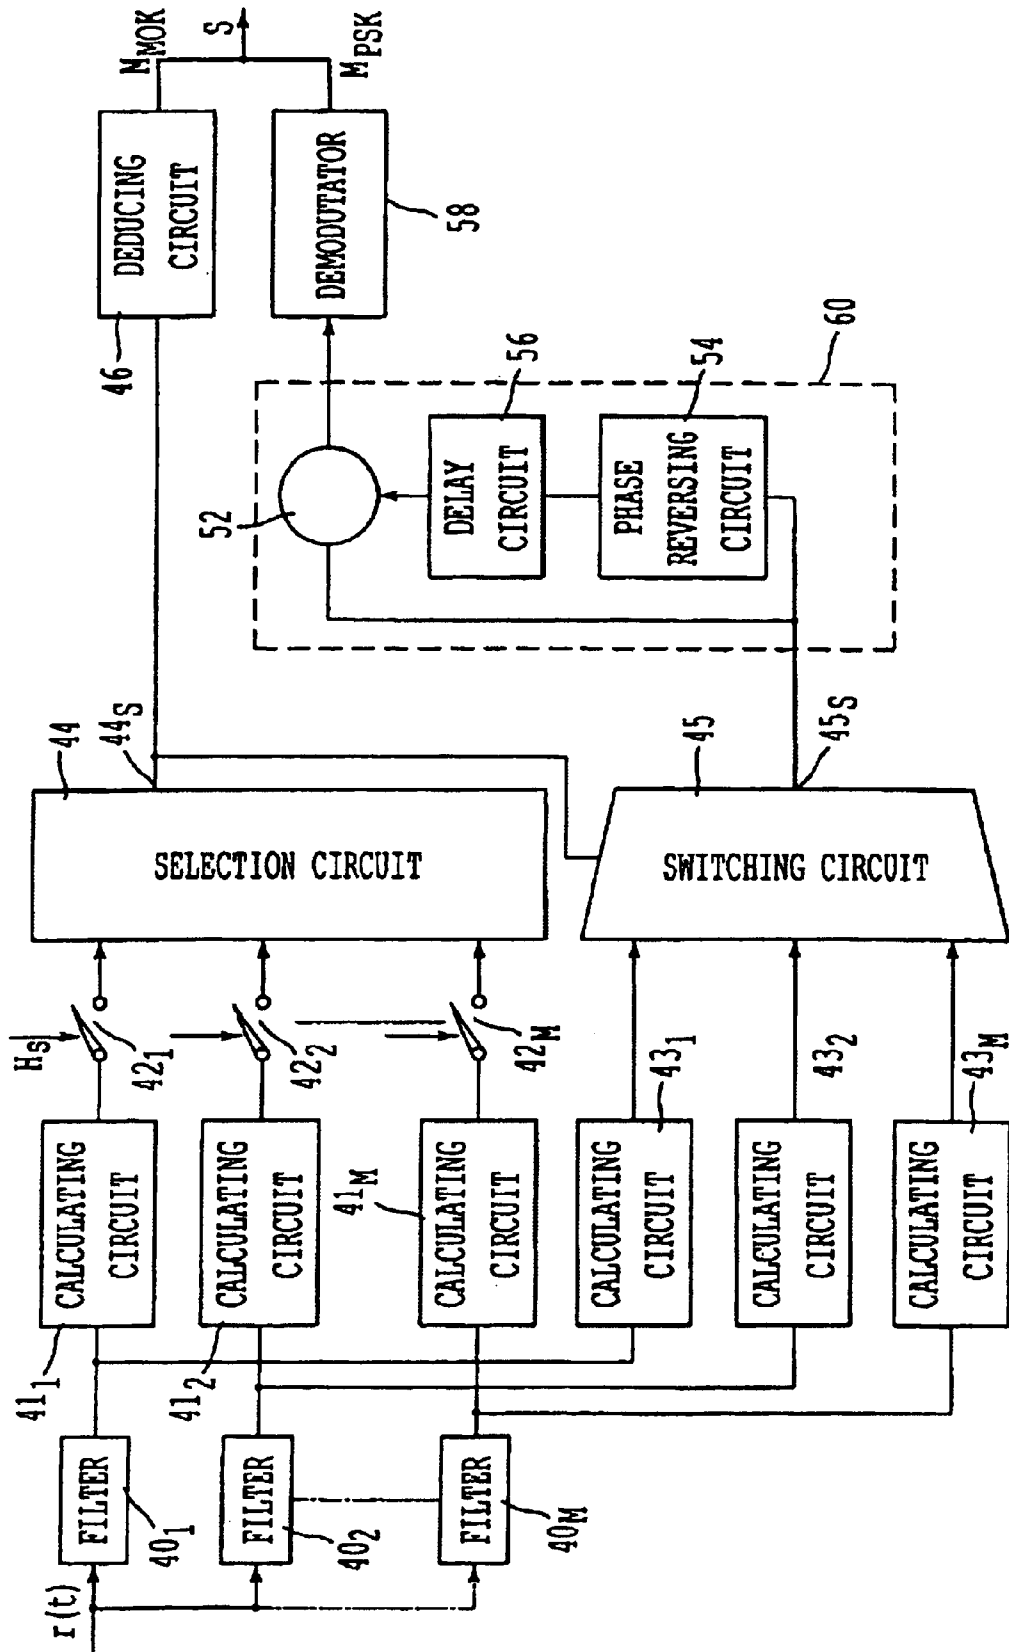 r(t)
FILTER
40₁
FILTER
40₂
FILTER
40M
41₁
CALCULATING
CIRCUIT
41₂
CALCULATING
CIRCUIT
41M
CALCULATING
CIRCUIT
CALCULATING
CIRCUIT
43₁
CALCULATING
CIRCUIT
43₂
CALCULATING
CIRCUIT
43M
HS
42₁
42₂
42M
44
SELECTION CIRCUIT
44S
45
SWITCHING CIRCUIT
45S
46
DEDUCING
CIRCUIT
MMOK
S
DEMODUTATOR
58
MPSK
52
DELAY
CIRCUIT
56
PHASE
REVERSING
CIRCUIT
54
60